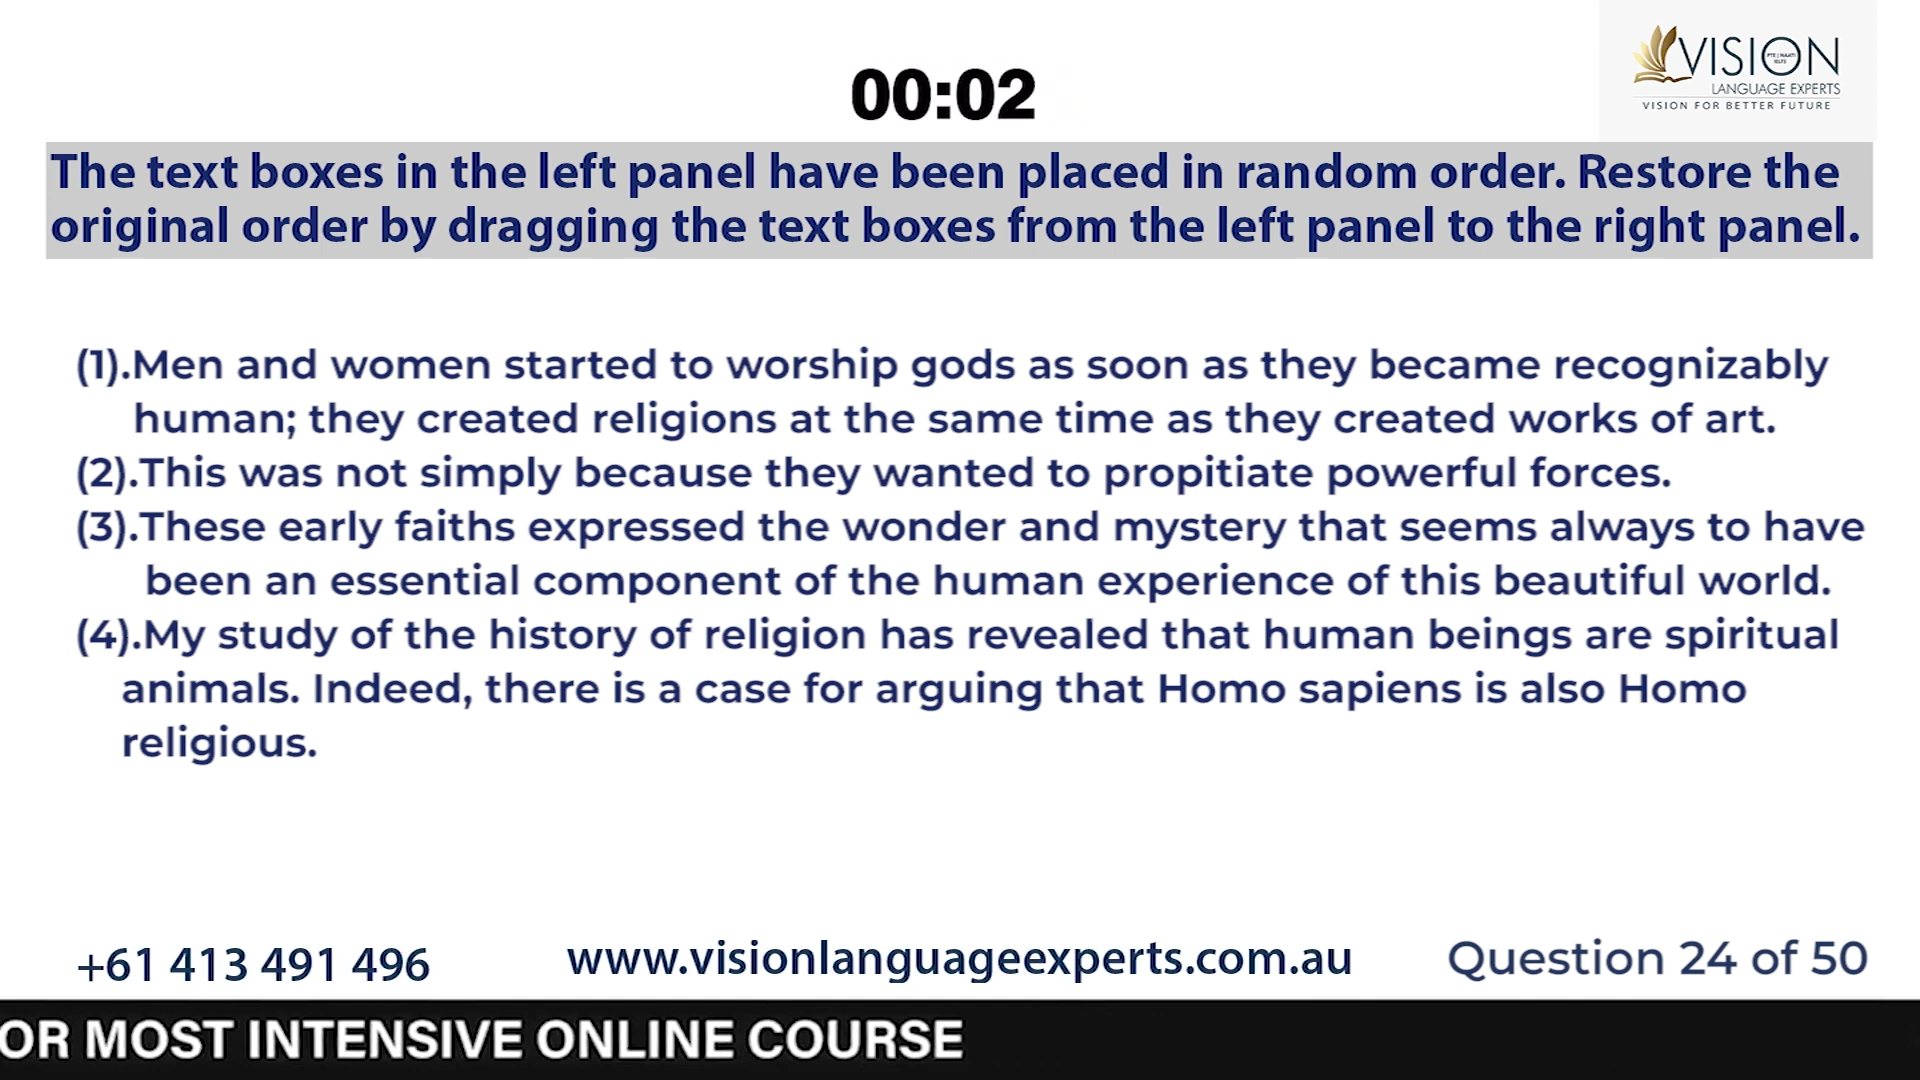 VISION
PTE | NAATI
IELTS
LANGUAGE EXPERTS
VISION FOR BETTER FUTURE
00:02
The text boxes in the left panel have been placed in random order. Restore the
original order by dragging the text boxes from the left panel to the right panel.
(1).Men and women started to worship gods as soon as they became recognizably
human; they created religions at the same time as they created works of art.
(2).This was not simply because they wanted to propitiate powerful forces.
(3).These early faiths expressed the wonder and mystery that seems always to have
been an essential component of the human experience of this beautiful world.
(4).My study of the history of religion has revealed that human beings are spiritual
animals. Indeed, there is a case for arguing that Homo sapiens is also Homo
religious.
+61 413 491 496 www.visionlanguageexperts.com.au Question 24 of 50
OR MOST INTENSIVE ONLINE COURSE